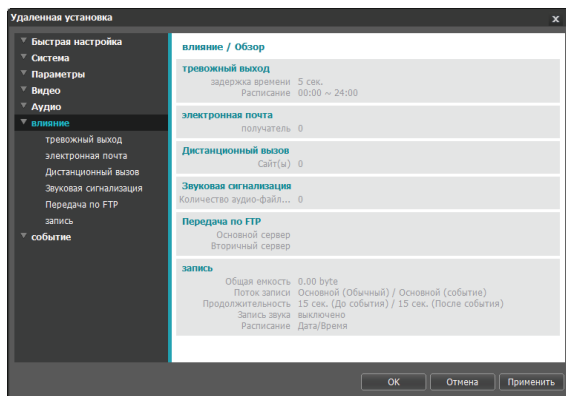 Удаленная установка
x
Быстрая настройка
Система
Параметры
Видео
Аудио
влияние
тревожный выход
электронная почта
Дистанционный вызов
Звуковая сигнализация
Передача по FTP
запись
событие
влияние / Обзор
тревожный выход
задержка времени 5 сек.
Расписание 00:00 ~ 24:00
электронная почта
получатель 0
Дистанционный вызов
Сайт(ы) 0
Звуковая сигнализация
Количество аудио-файл... 0
Передача по FTP
Основной сервер
Вторичный сервер
запись
Общая емкость 0.00 byte
Поток записи Основной (Обычный) / Основной (событие)
Продолжительность 15 сек. (До события) / 15 сек. (После события)
Запись звука выключено
Расписание Дата/Время
OK Отмена Применить